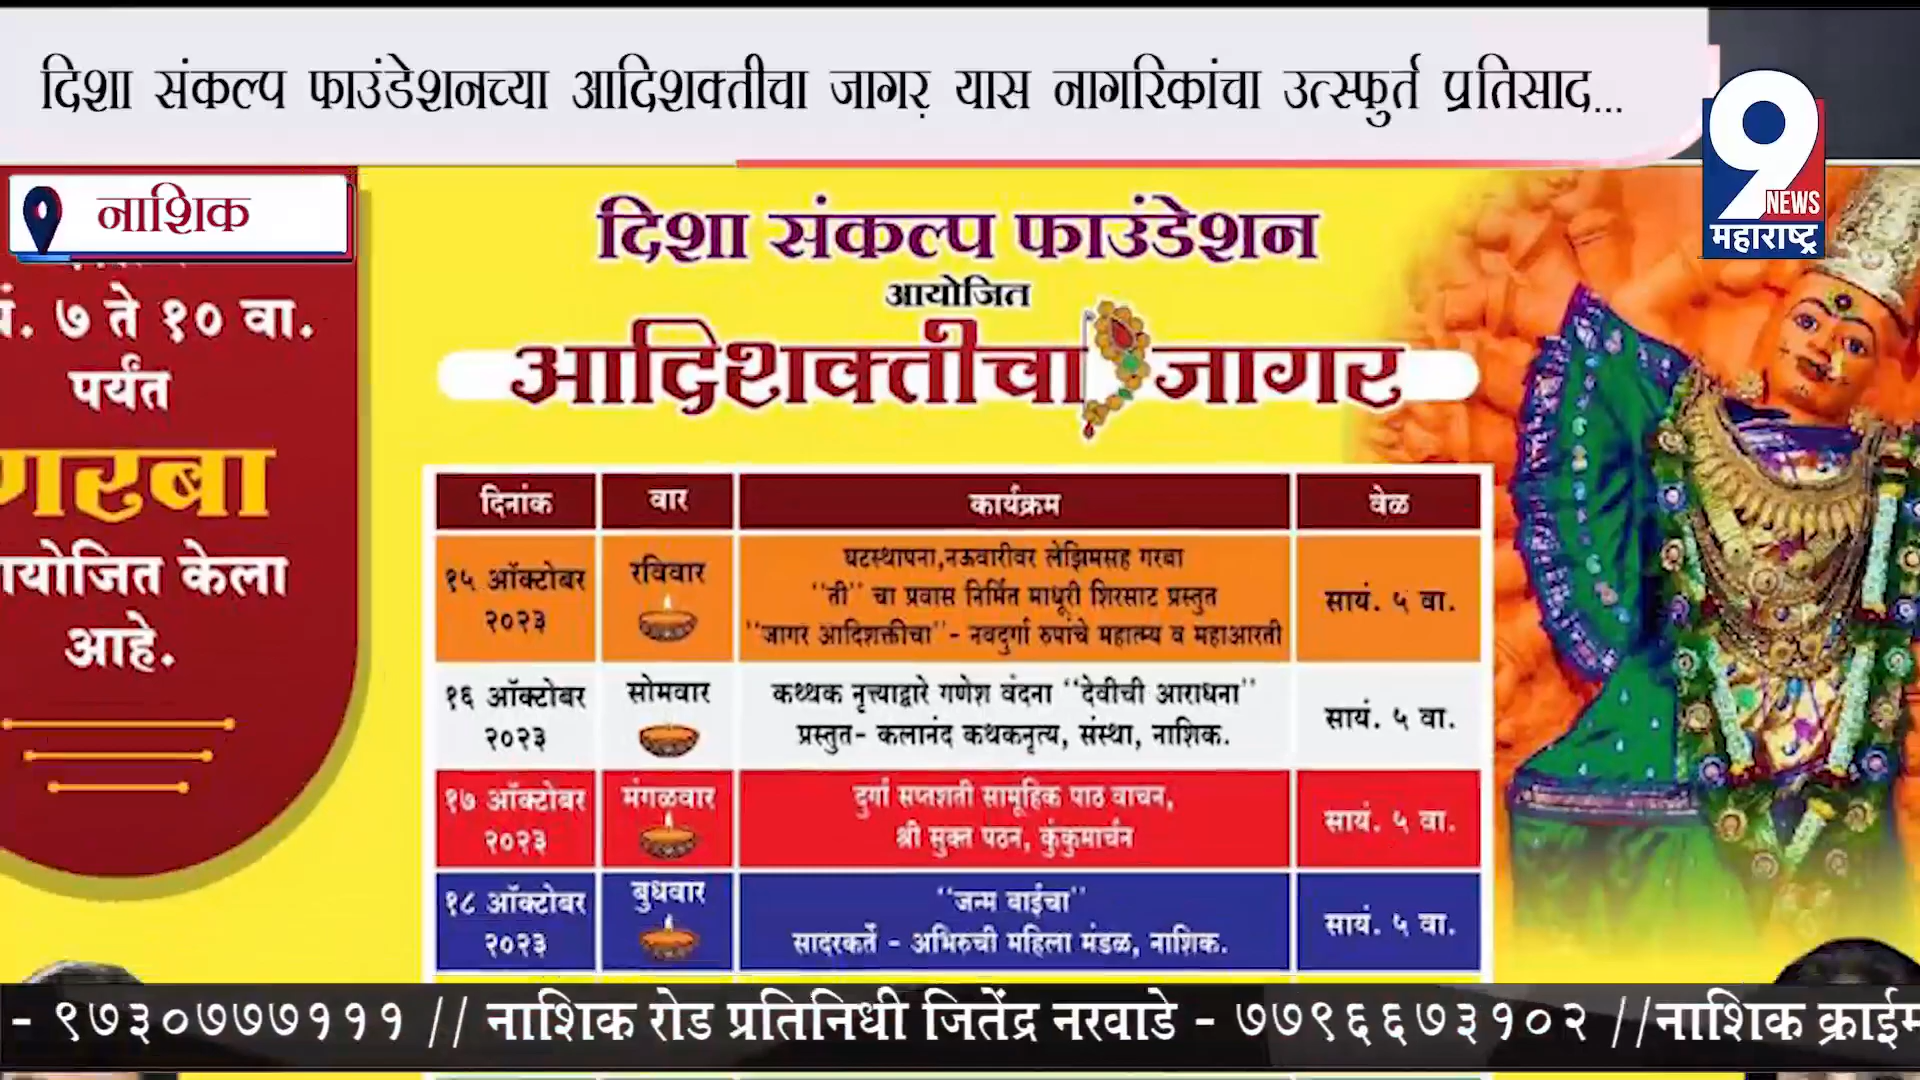 दिशा संकल्प फाउंडेशनच्या आदिशक्तीचा जागर् यास नागरिकांचा उत्स्फुर्त प्रतिसाद...
9
NEWS
महाराष्ट्र
नाशिक
७ ते १० वा.
पर्यंत
गरबा
केला
आहे.
दिशा संकल्प फाउंडेशन
आयोजित
आदिशक्तीचा जागर
दिनांक वार कार्यक्रम वेळ
१५ ऑक्टोबर २०२३ रविवार घटस्थापना,नऊवारीवर लेझिमसह गरबा
''ती'' चा प्रवास निर्मित माधूरी शिरसाट प्रस्तुत
''जागर आदिशक्तीचा''- नवदुर्गा रुपांचे महात्म्य व महाआरती सायं. ५ वा.
१६ ऑक्टोबर २०२३ सोमवार कथ्थक नृत्त्याद्वारे गणेश वंदना ''देवीची आराधना''
प्रस्तुत- कलानंद कथकनृत्य, संस्था, नाशिक. सायं. ५ वा.
१७ ऑक्टोबर २०२३ मंगळवार दुर्गा सप्तशती सामूहिक पाठ वाचन,
श्री सुक्त पठन, कुंकुमार्चन सायं. ५ वा.
१८ ऑक्टोबर २०२३ बुधवार ''जन्म वाईचा''
सादरकर्ते - अभिरुची महिला मंडळ, नाशिक. सायं. ५ वा.
- ९७३०७७७१११ // नाशिक रोड प्रतिनिधी जितेंद्र नरवाडे - ७७९६६७३१०२ //नाशिक क्राईम